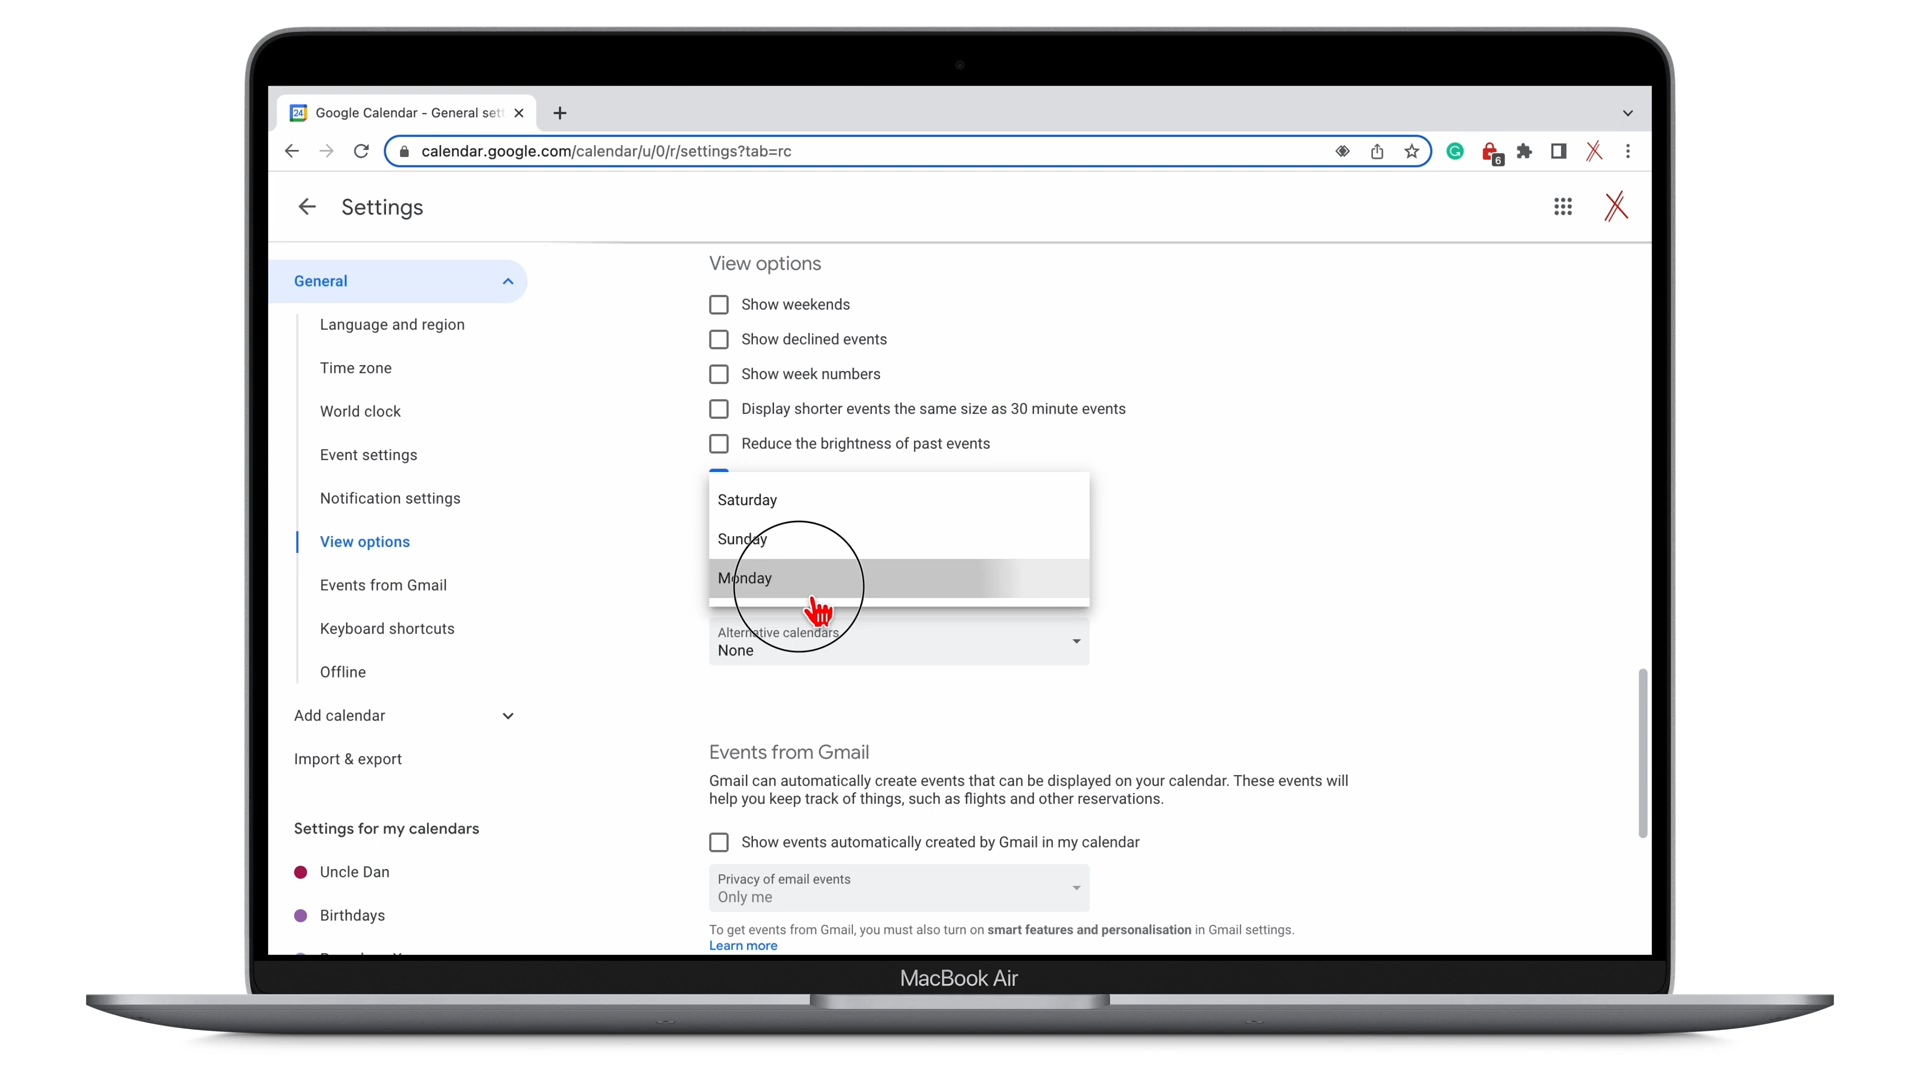 24
Google Calendar - General set
calendar.google.com/calendar/u/0/r/settings?tab=rc
6
Settings
General
Language and region
Time zone
World clock
Event settings
Notification settings
View options
Events from Gmail
Keyboard shortcuts
Offline
Add calendar
Import & export
Settings for my calendars
Uncle Dan
Birthdays
View options
Show weekends
Show declined events
Show week numbers
Display shorter events the same size as 30 minute events
Reduce the brightness of past events
Saturday
Sunday
Monday
Alternative calendars
None
Events from Gmail
Gmail can automatically create events that can be displayed on your calendar. These events will
help you keep track of things, such as flights and other reservations.
Show events automatically created by Gmail in my calendar
Privacy of email events
Only me
To get events from Gmail, you must also turn on smart features and personalisation in Gmail settings.
Learn more
MacBook Air